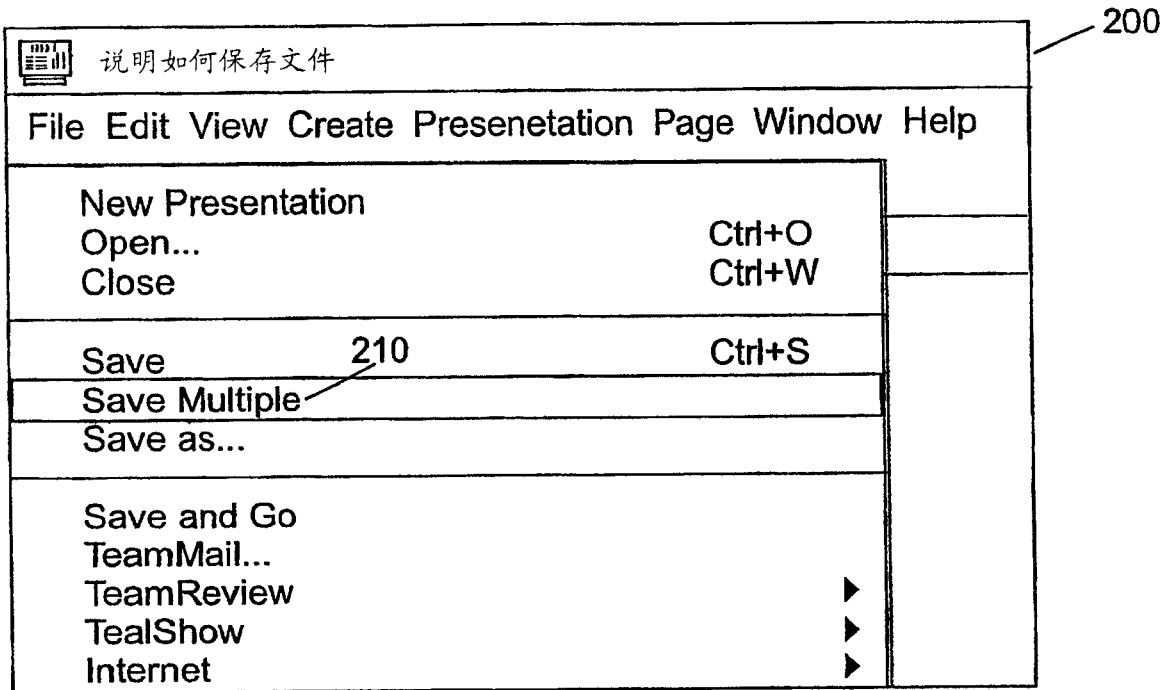 200
说明如何保存文件
File Edit View Create Presenetation Page Window Help
New Presentation
Open... Ctrl+O
Close Ctrl+W
Save 210 Ctrl+S
Save Multiple
Save as...
Save and Go
TeamMail...
TeamReview
TealShow
Internet